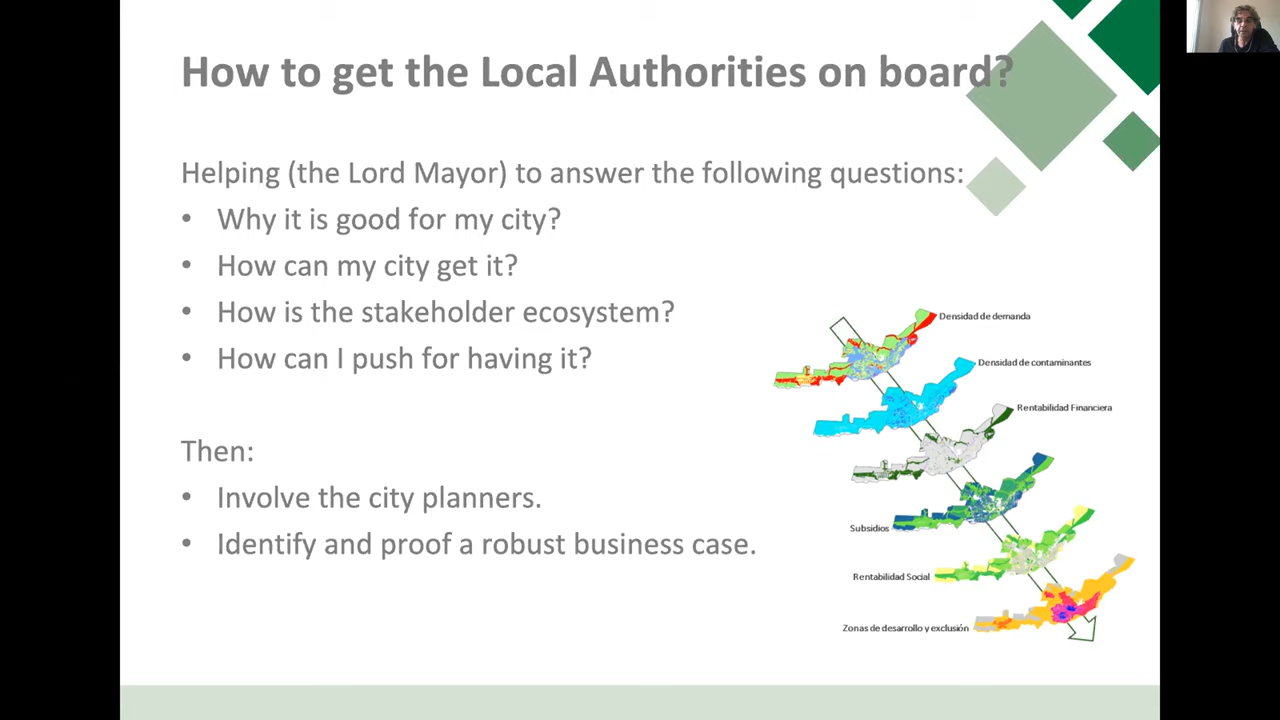 How to get the Local Authorities on board?
Helping (the Lord Mayor) to answer the following questions:
• Why it is good for my city?
• How can my city get it?
• How is the stakeholder ecosystem?
• How can I push for having it?
Then:
• Involve the city planners.
• Identify and proof a robust business case.
Densidad de demanda
Densidad de contaminantes
Rentabilidad Financiera
Subsidios
Rentabilidad Social
Zonas de desarrollo y exclusión